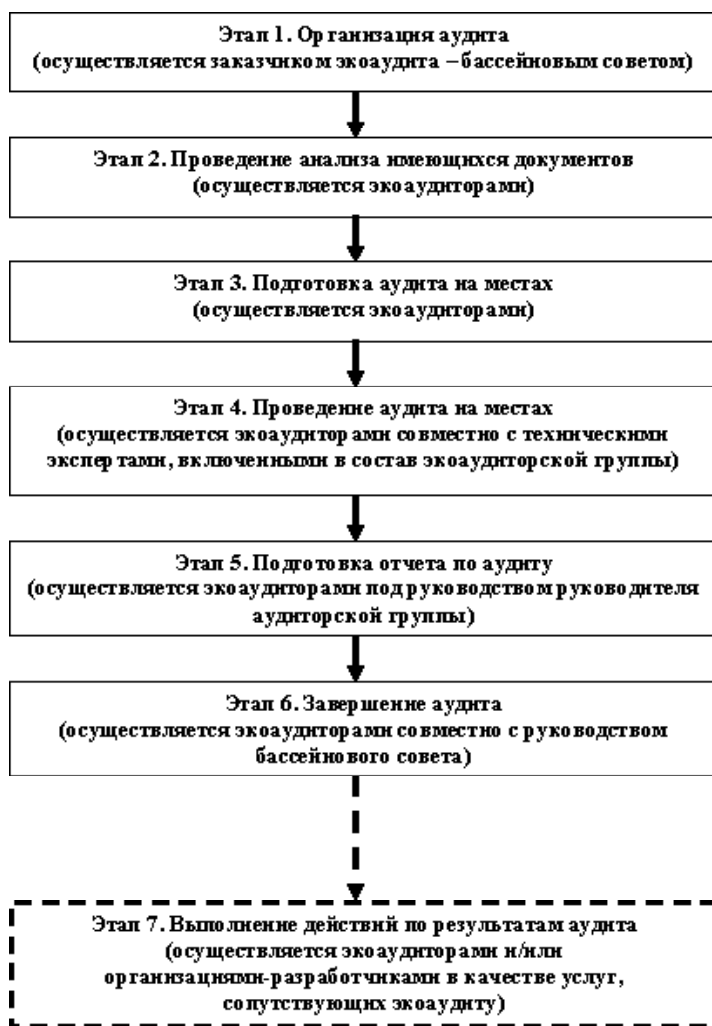 Этап 1. Организация аудита
(осуществляется заказчиком экоаудита – бассейновым советом)
Этап 2. Проведение анализа имеющихся документов
(осуществляется экоаудиторами)
Этап 3. Подготовка аудита на местах
(осуществляется экоаудиторами)
Этап 4. Проведение аудита на местах
(осуществляется экоаудиторами совместно с техническими
экспертами, включенными в состав экоаудиторской группы)
Этап 5. Подготовка отчета по аудиту
(осуществляется экоаудиторами под руководством руководителя
аудиторской группы)
Этап 6. Завершение аудита
(осуществляется экоаудиторами совместно с руководством
бассейнового совета)
Этап 7. Выполнение действий по результатам аудита
(осуществляется экоаудиторами и/или
организациями-разработчиками в качестве услуг,
сопутствующих экоаудиту)